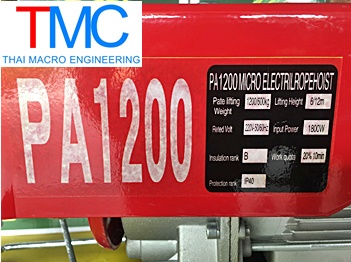 TMC
THAI MACRO ENGINEERING
PA1200
PA1200 MICRO ELECTRILROPEHOIST
Pate lifting Weight 1200/600kg Lifting Height 6/12m
Rated Volt 220V-50/60Hz Input Power 1800W
Insulation rank B Work quota 20% 10min
Protection rank IP40